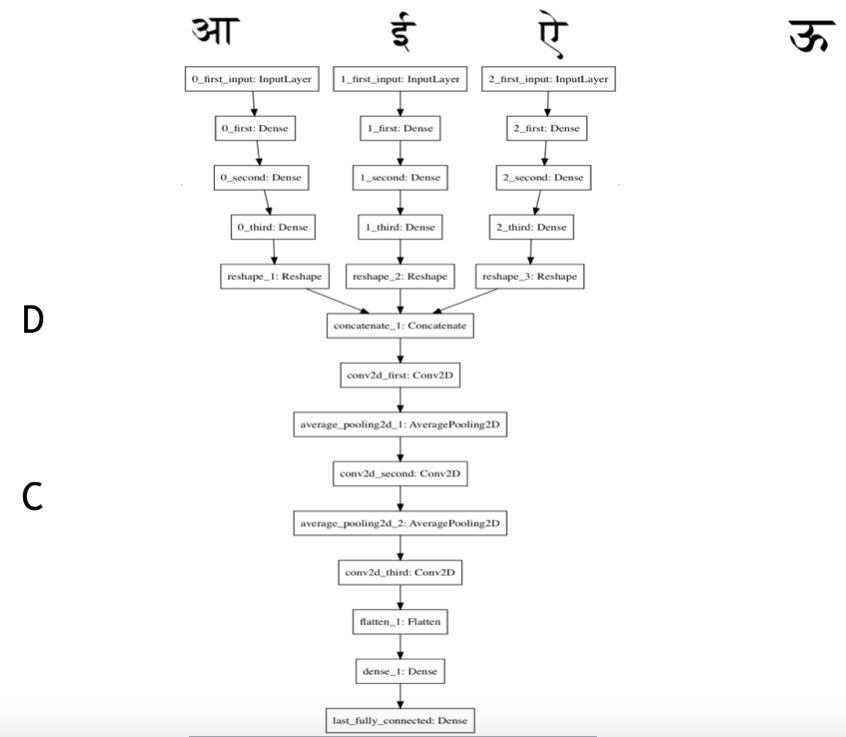 आ ई ऐ ऊ
0_first_input: InputLayer 1_first_input: InputLayer 2_first_input: InputLayer
0_first: Dense 1_first: Dense 2_first: Dense
0_second: Dense 1_second: Dense 2_second: Dense
0_third: Dense 1_third: Dense 2_third: Dense
reshape_1: Reshape reshape_2: Reshape reshape_3: Reshape
D concatenate_1: Concatenate
conv2d_first: Conv2D
average_pooling2d_1: AveragePooling2D
conv2d_second: Conv2D
C
average_pooling2d_2: AveragePooling2D
conv2d_third: Conv2D
flatten_1: Flatten
dense_1: Dense
last_fully_connected: Dense